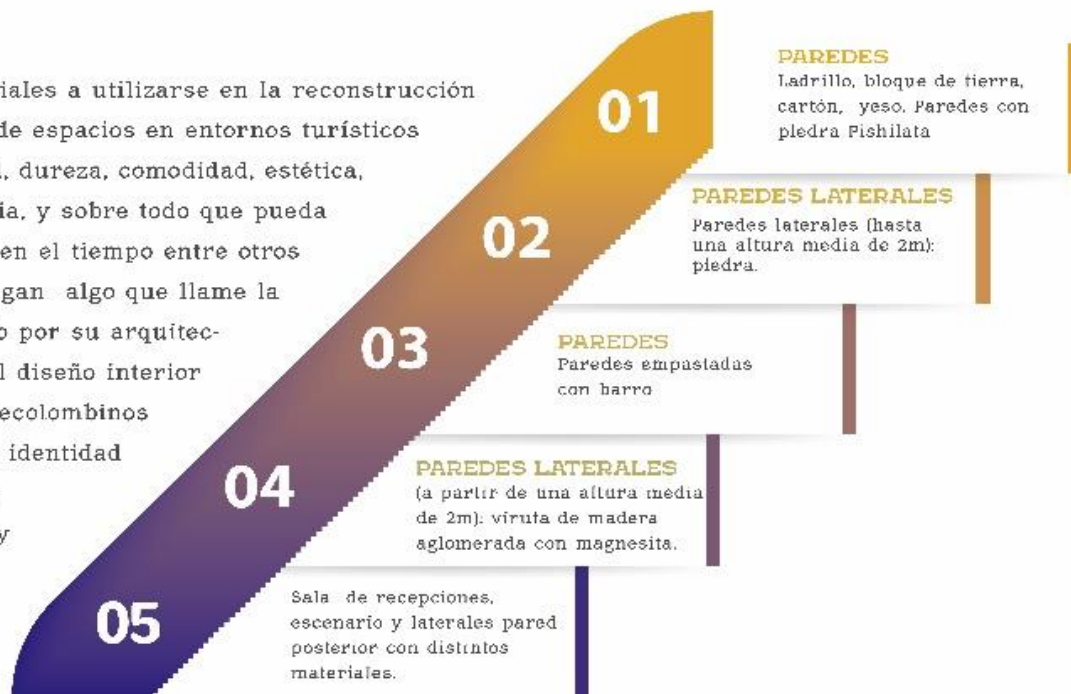 iales a utilizarse en la reconstrucción
de espacios en entornos turísticos
, dureza, comodidad, estética,
ía, y sobre todo que pueda
en el tiempo entre otros
gan algo que llame la
o por su arquitec-
l diseño interior
ecolombinos
identidad
y
01
PAREDES
Ladrillo, bloque de tierra,
cartón, yeso. Paredes con
piedra Pishilata
02
PAREDES LATERALES
Paredes laterales (hasta
una altura media de 2m):
piedra.
03
PAREDES
Paredes empastadas
con barro
04
PAREDES LATERALES
(a partir de una altura media
de 2m): viruta de madera
aglomerada con magnesita.
05
Sala de recepciones,
escenario y laterales pared
posterior con distintos
materiales.